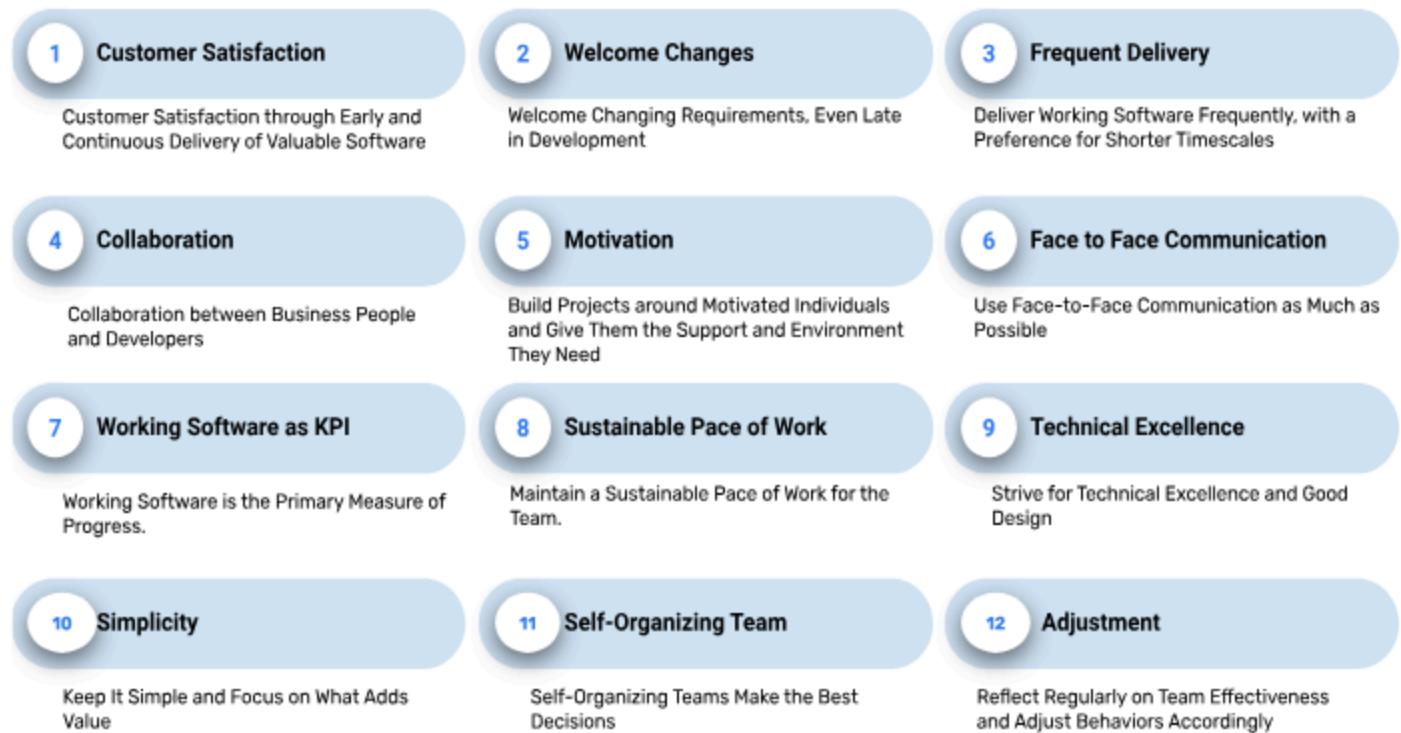 1 Customer Satisfaction
Customer Satisfaction through Early and
Continuous Delivery of Valuable Software
2 Welcome Changes
Welcome Changing Requirements, Even Late
in Development
3 Frequent Delivery
Deliver Working Software Frequently, with a
Preference for Shorter Timescales
4 Collaboration
Collaboration between Business People
and Developers
5 Motivation
Build Projects around Motivated Individuals
and Give Them the Support and Environment
They Need
6 Face to Face Communication
Use Face-to-Face Communication as Much as
Possible
7 Working Software as KPI
Working Software is the Primary Measure of
Progress.
8 Sustainable Pace of Work
Maintain a Sustainable Pace of Work for the
Team.
9 Technical Excellence
Strive for Technical Excellence and Good
Design
10 Simplicity
Keep It Simple and Focus on What Adds
Value
11 Self-Organizing Team
Self-Organizing Teams Make the Best
Decisions
12 Adjustment
Reflect Regularly on Team Effectiveness
and Adjust Behaviors Accordingly